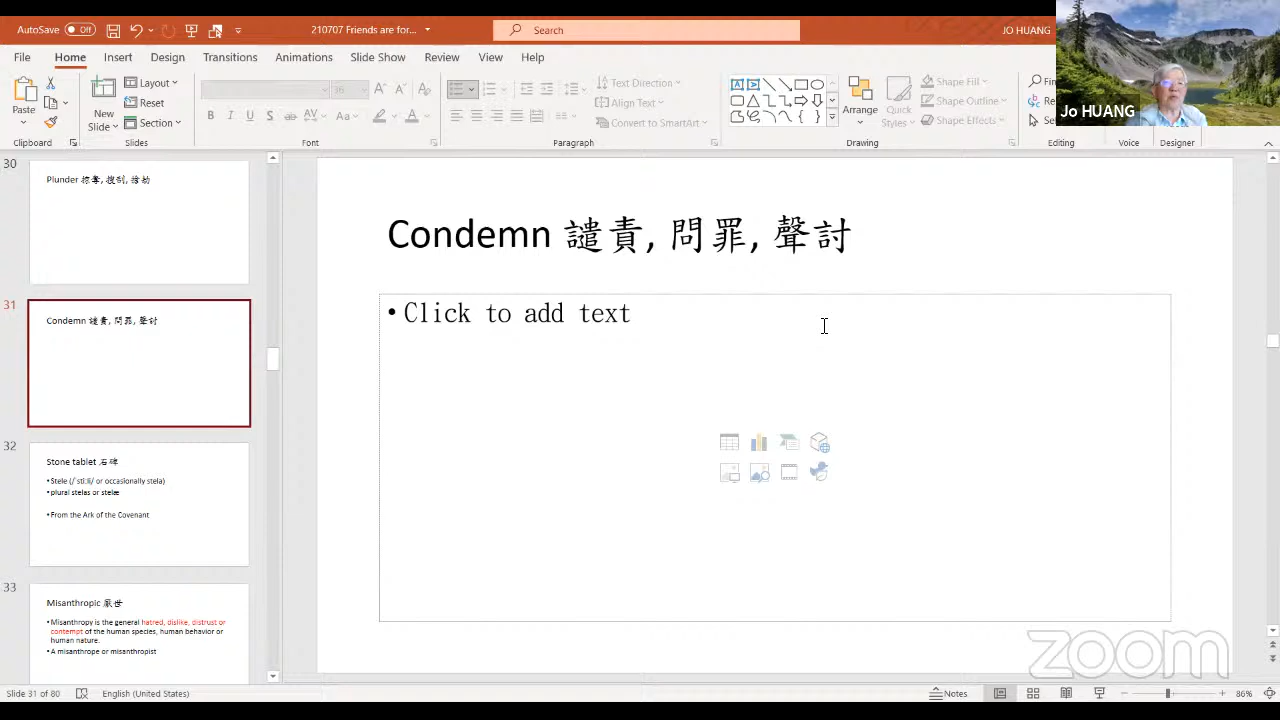 AutoSave Off 210707 Friends are for... Search JO HUANG
File Home Insert Design Transitions Animations Slide Show Review View Help
Paste
New
Slide
Layout
Reset
Section
36
Text Direction
Align Text
Convert to SmartArt
Arrange
Quick
Styles
Shape Fill
Shape Outline
Shape Effects
Jo HUANG
Clipboard Slides Font Paragraph Drawing Editing Voice Designer
30
Plunder 掠奪, 搜刮, 搶劫
31
Condemn 譴責, 問罪, 聲討
32
Stone tablet 石碑
• Stele (/ˈstiːli/ or occasionally stela)
• plural stelas or stelæ
• From the Ark of the Covenant
33
Misanthropic 厭世
• Misanthropy is the general hatred, dislike, distrust or
contempt of the human species, human behavior or
human nature.
• A misanthrope or misanthropist
Condemn 譴責, 問罪, 聲討
• Click to add text
zoom
Slide 31 of 80 English (United States) Notes 86%